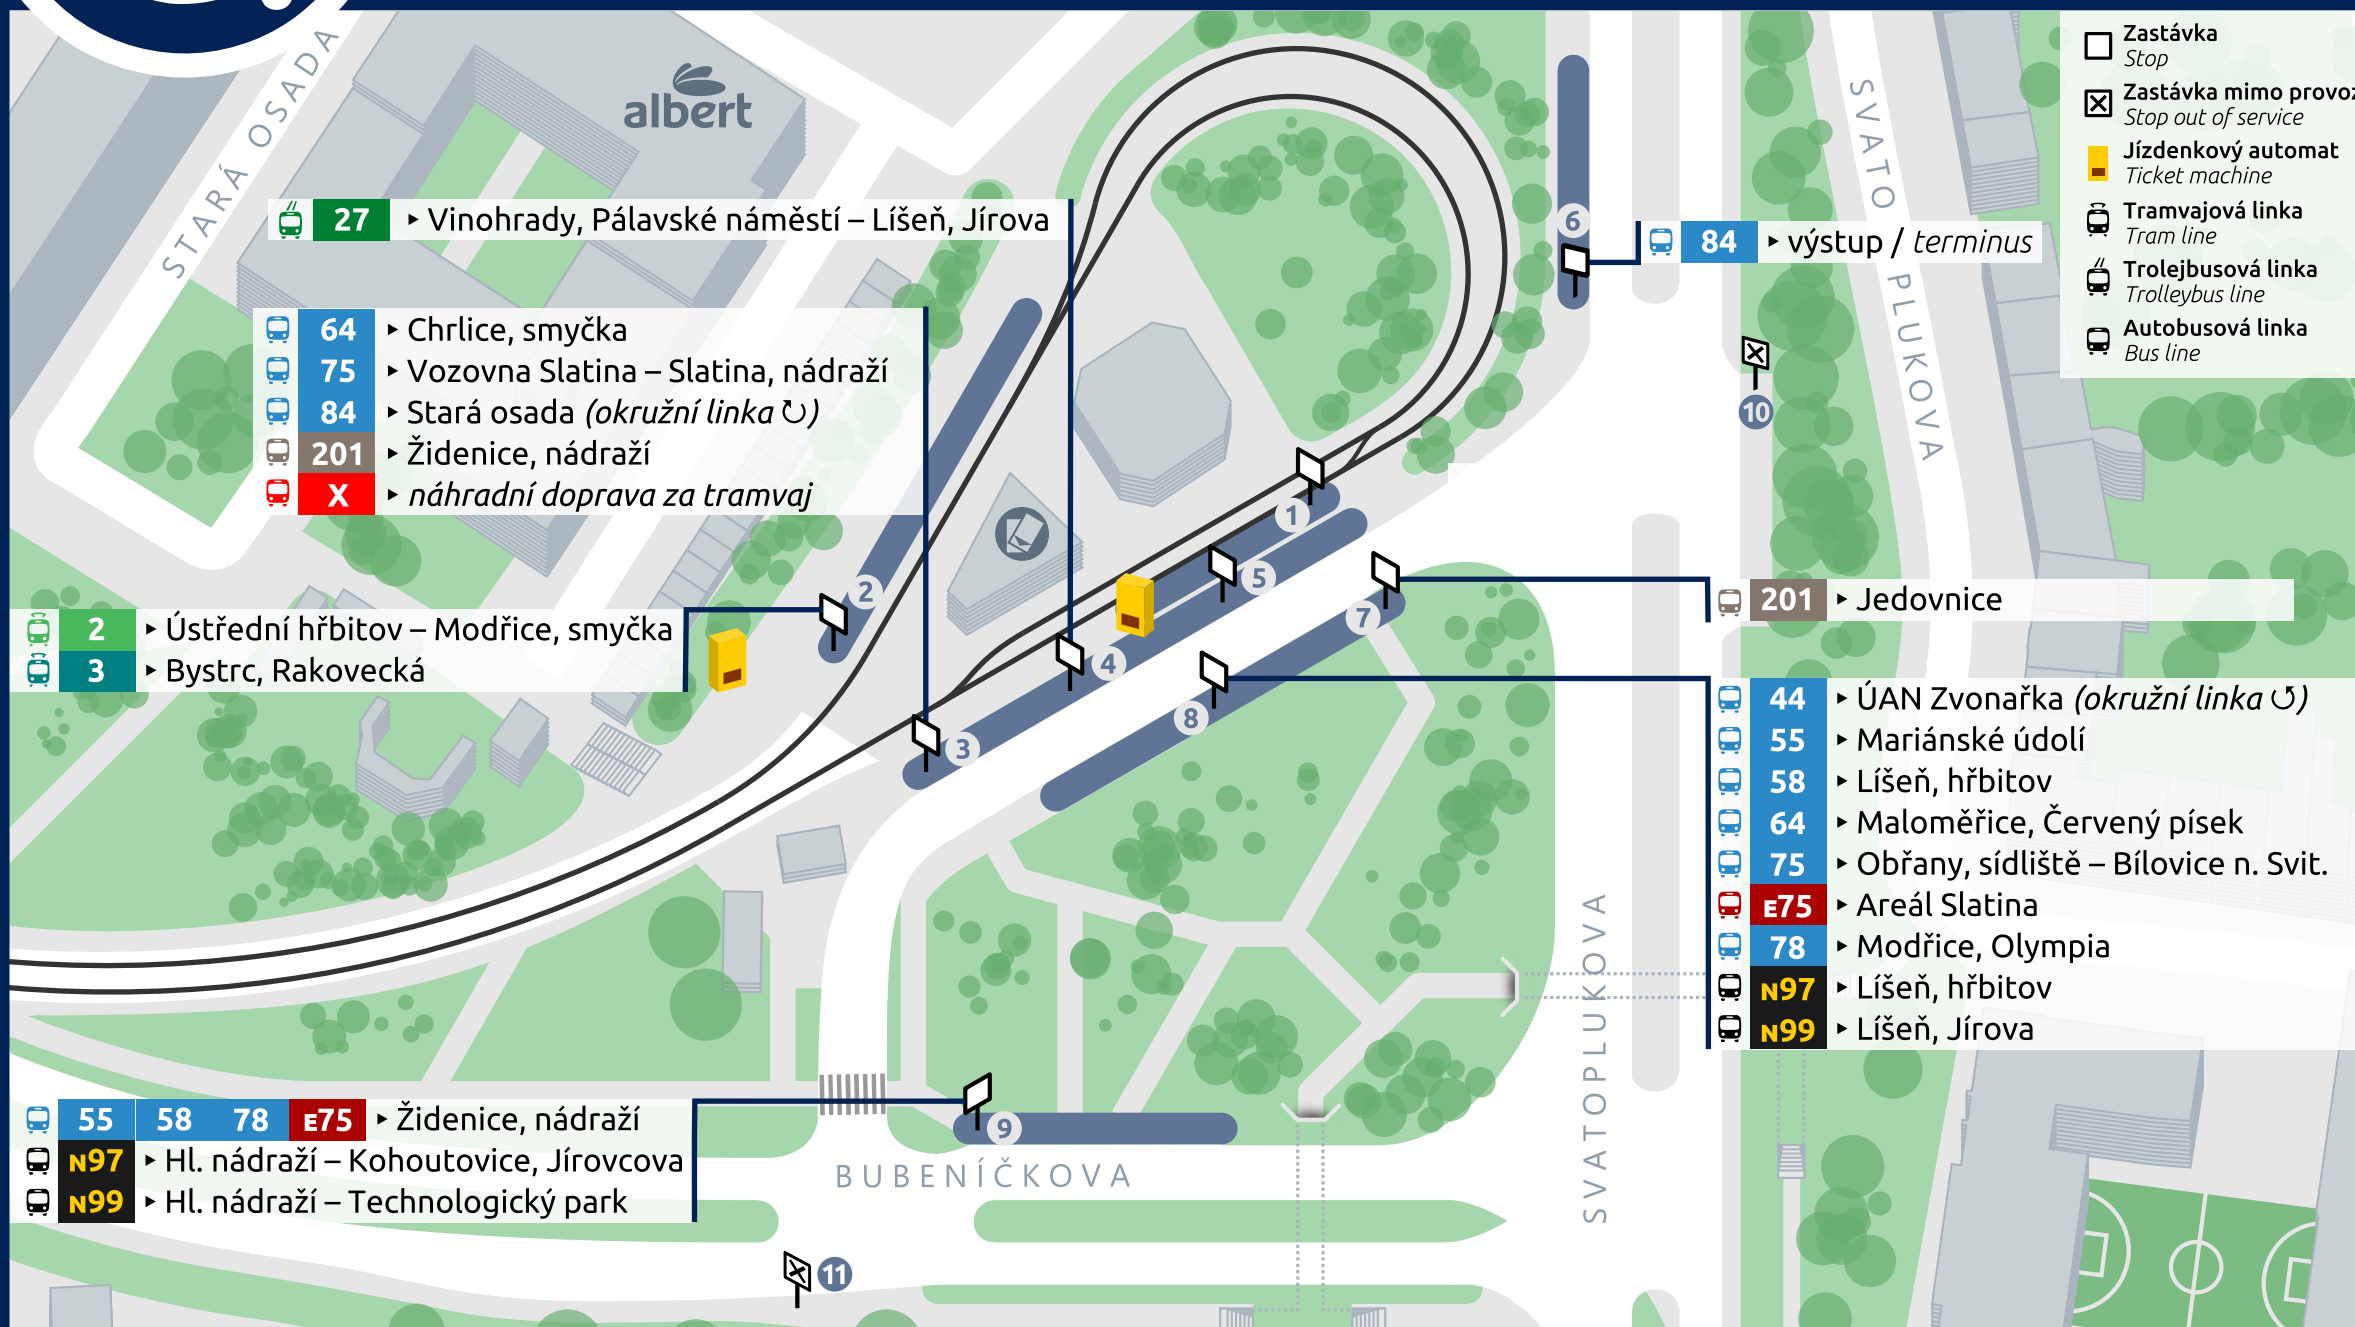 STARÁ OSADA
albert
SVATOPLUKOVA
Zastávka
Stop
Zastávka mimo provoz
Stop out of service
Jízdenkový automat
Ticket machine
Tramvajová linka
Tram line
Trolejbusová linka
Trolleybus line
Autobusová linka
Bus line
27 ▸ Vinohrady, Pálavské náměstí – Líšeň, Jírova
6
84 ▸ výstup / terminus
64 ▸ Chrlice, smyčka
75 ▸ Vozovna Slatina – Slatina, nádraží
84 ▸ Stará osada (okružní linka ↻)
201 ▸ Židenice, nádraží
X ▸ náhradní doprava za tramvaj
10
1
5
2
7
4
3
8
2 ▸ Ústřední hřbitov – Modřice, smyčka
3 ▸ Bystrc, Rakovecká
201 ▸ Jedovnice
44 ▸ ÚAN Zvonařka (okružní linka ↺)
55 ▸ Mariánské údolí
58 ▸ Líšeň, hřbitov
64 ▸ Maloměřice, Červený písek
75 ▸ Obřany, sídliště – Bílovice n. Svit.
E75 ▸ Areál Slatina
78 ▸ Modřice, Olympia
N97 ▸ Líšeň, hřbitov
N99 ▸ Líšeň, Jírova
SVATOPLUKOVA
55 58 78 E75 ▸ Židenice, nádraží
N97 ▸ Hl. nádraží – Kohoutovice, Jírovcova
N99 ▸ Hl. nádraží – Technologický park
9
BUBENÍČKOVA
11